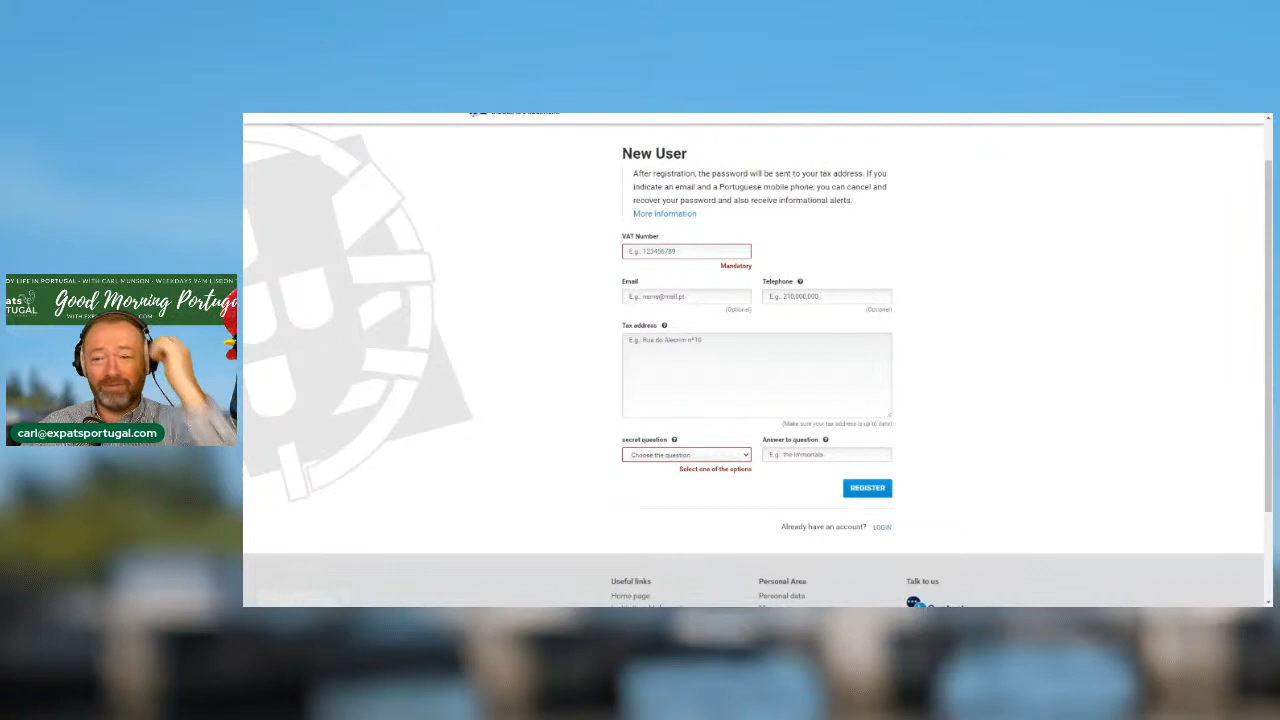 New User
After registration, the password will be sent to your tax address. If you
indicate an email and a Portuguese mobile phone, you can cancel and
recover your password and also receive informational alerts.
More information
VAT Number
E.g.: 123456789
Mandatory
Email
Telephone
E.g.: name@mail.pt
E.g.: 210,000,000
(Optional)
(Optional)
Tax address
E.g.: Rua do Alecrim nº10
(Make sure your tax address is up to date)
secret question
Answer to question
Choose the question
E.g.: the Immortals
Select one of the options
REGISTER
Already have an account? LOGIN
Useful links
Personal Area
Talk to us
Home page
Personal data
DY LIFE IN PORTUGAL - WITH CARL MUNSON - WEEKDAYS 9AM LISBON
ats
TUGAL
Good Morning Portuga
WITH
.COM
carl@expatsportugal.com